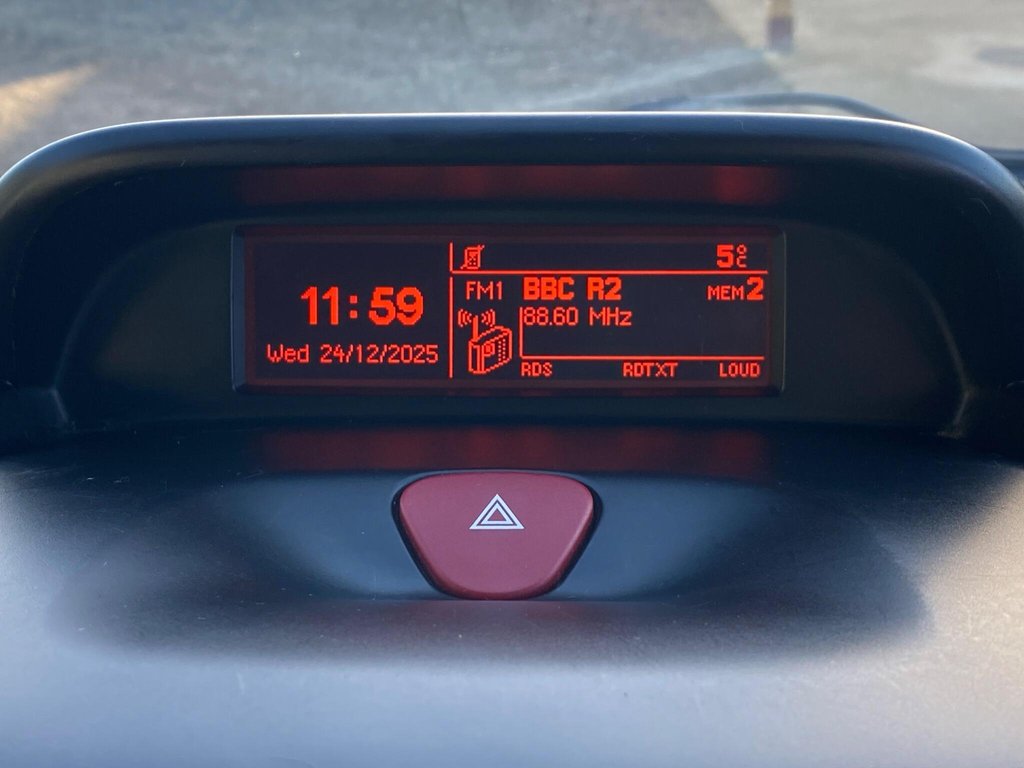 11:59
Wed 24/12/2025
5°C
FM1 BBC R2 MEM2
88.60 MHz
RDS RDTXT LOUD